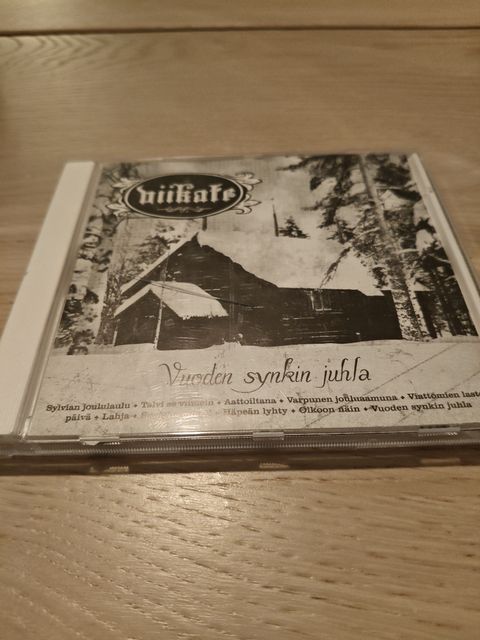 viikate
Vuoden synkin juhla
Sylvian joululaulu • Talvi se viimein • Aattoiltana • Varpunen jouluaamuna • Viattomien
päivä • Lahja • Häpeän lyhty • Olkoon näin • Vuoden synkin juhla